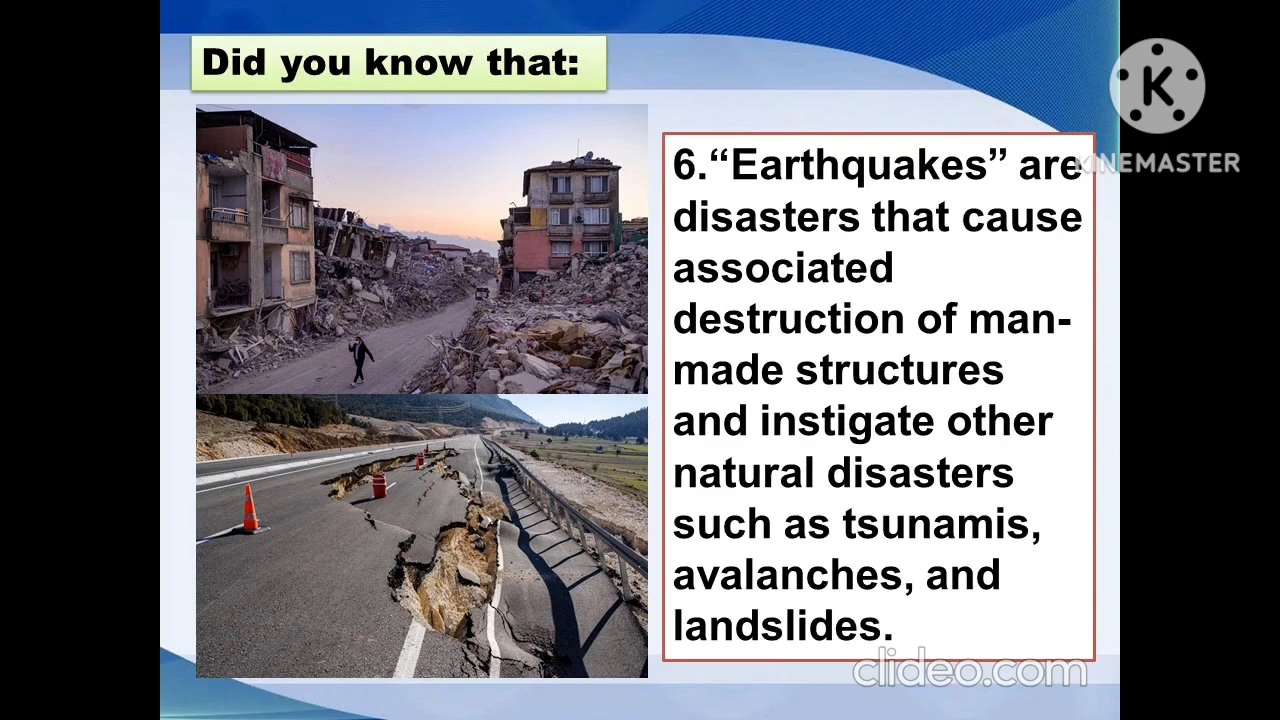 Did you know that:
K
KINEMASTER
6.“Earthquakes” are
disasters that cause
associated
destruction of man-
made structures
and instigate other
natural disasters
such as tsunamis,
avalanches, and
landslides.
clideo.com